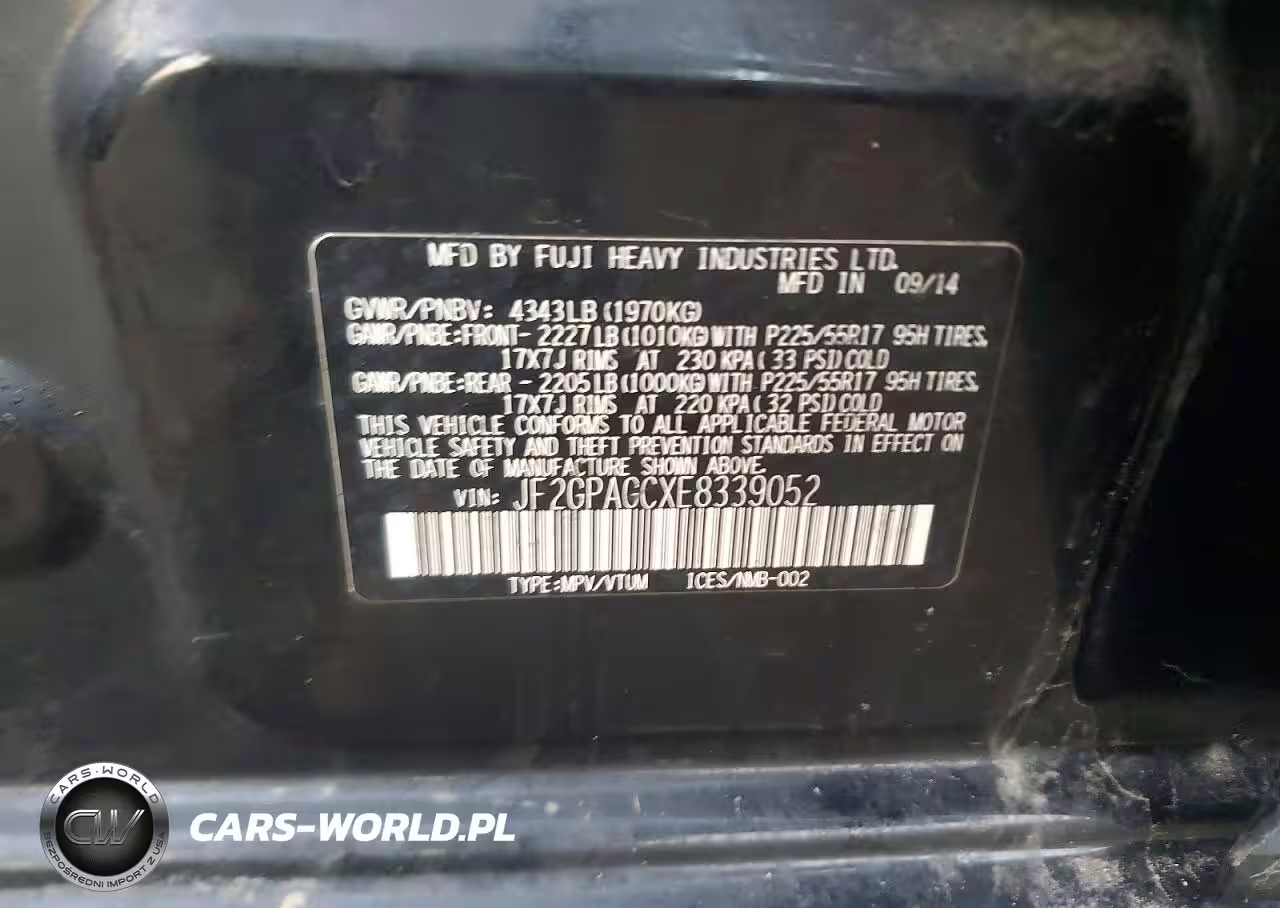 MFD BY FUJI HEAVY INDUSTRIES LTD.
MFD IN 09/14
GVWR/PNBV: 4343LB(1970KG)
GAWR/PNBE:FRONT-2227LB(1010KG)WITH P225/55R17 95H TIRES,
17X7J RIMS AT 230 KPA(33 PSI)COLD
GAWR/PNBE:REAR -2205LB(1000KG)WITH P225/55R17 95H TIRES,
17X7J RIMS AT 220 KPA(32 PSI)COLD
THIS VEHICLE CONFORMS TO ALL APPLICABLE FEDERAL MOTOR
VEHICLE SAFETY AND THEFT PREVENTION STANDARDS IN EFFECT ON
THE DATE OF MANUFACTURE SHOWN ABOVE.
VIN: JF2GPAGCXE8339052
TYPE:MPV/VTUM ICES/NMB-002
CARS-WORLD
CW
BEZPOŚREDNI IMPORT Z USA
CARS-WORLD.PL